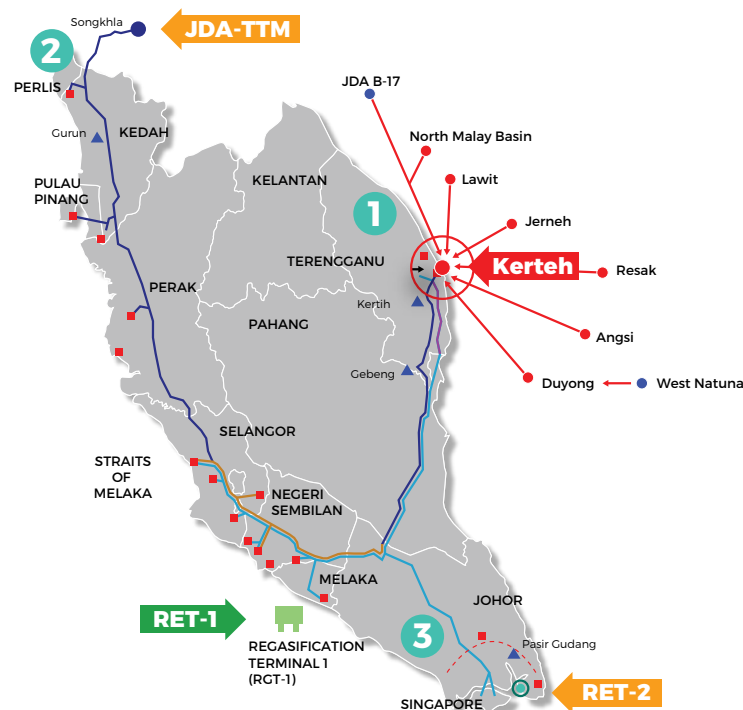 Songkhla
JDA-TTM
2
PERLIS
JDA B-17
Gurun
KEDAH
North Malay Basin
KELANTAN
Lawit
PULAU
PINANG
1
Jerneh
TERENGGANU
Kerteh
Resak
PERAK
Kertih
PAHANG
Angsi
Gebeng
Duyong
West Natuna
SELANGOR
STRAITS
OF
MELAKA
NEGERI
SEMBILAN
MELAKA
JOHOR
RET-1
3
Pasir Gudang
REGASIFICATION
TERMINAL 1
(RGT-1)
RET-2
SINGAPORE